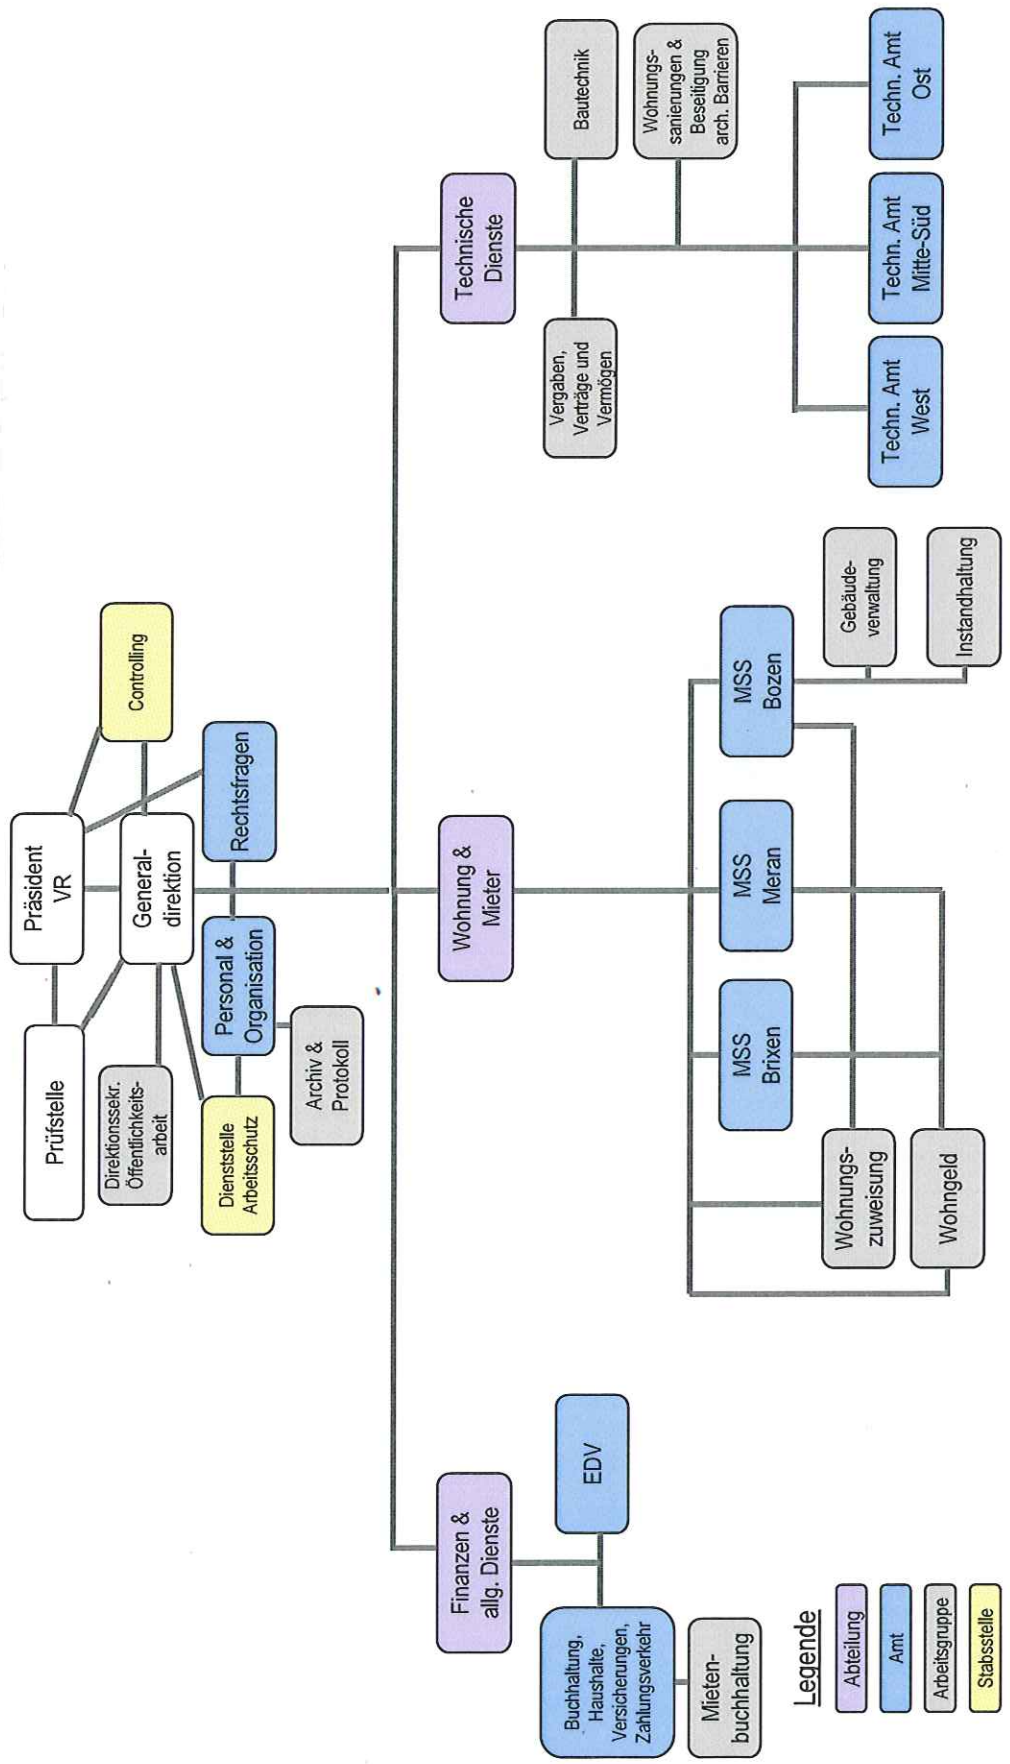 Präsident
VR
Prüfstelle
General-
direktion
Controlling
Direktionssekr.
Öffentlichkeits-
arbeit
Dienststelle
Arbeitsschutz
Personal &
Organisation
Rechtsfragen
Archiv &
Protokoll
Finanzen &
allg. Dienste
Wohnung &
Mieter
Technische
Dienste
Buchhaltung,
Haushalte,
Versicherungen,
Zahlungsverkehr
EDV
Mieten-
buchhaltung
MSS
Brixen
MSS
Meran
MSS
Bozen
Wohnungs-
zuweisung
Wohngeld
Gebäude-
verwaltung
Instandhaltung
Vergaben,
Verträge und
Vermögen
Bautechnik
Wohnungs-
sanierungen &
Beseitigung
arch. Barrieren
Techn. Amt
West
Techn. Amt
Mitte-Süd
Techn. Amt
Ost
Legende
Abteilung
Amt
Arbeitsgruppe
Stabsstelle